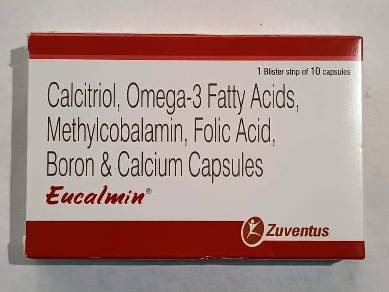 1 Blister strip of 10 capsules
Calcitriol, Omega-3 Fatty Acids,
Methylcobalamin, Folic Acid,
Boron & Calcium Capsules
Eucalmin®
Zuventus